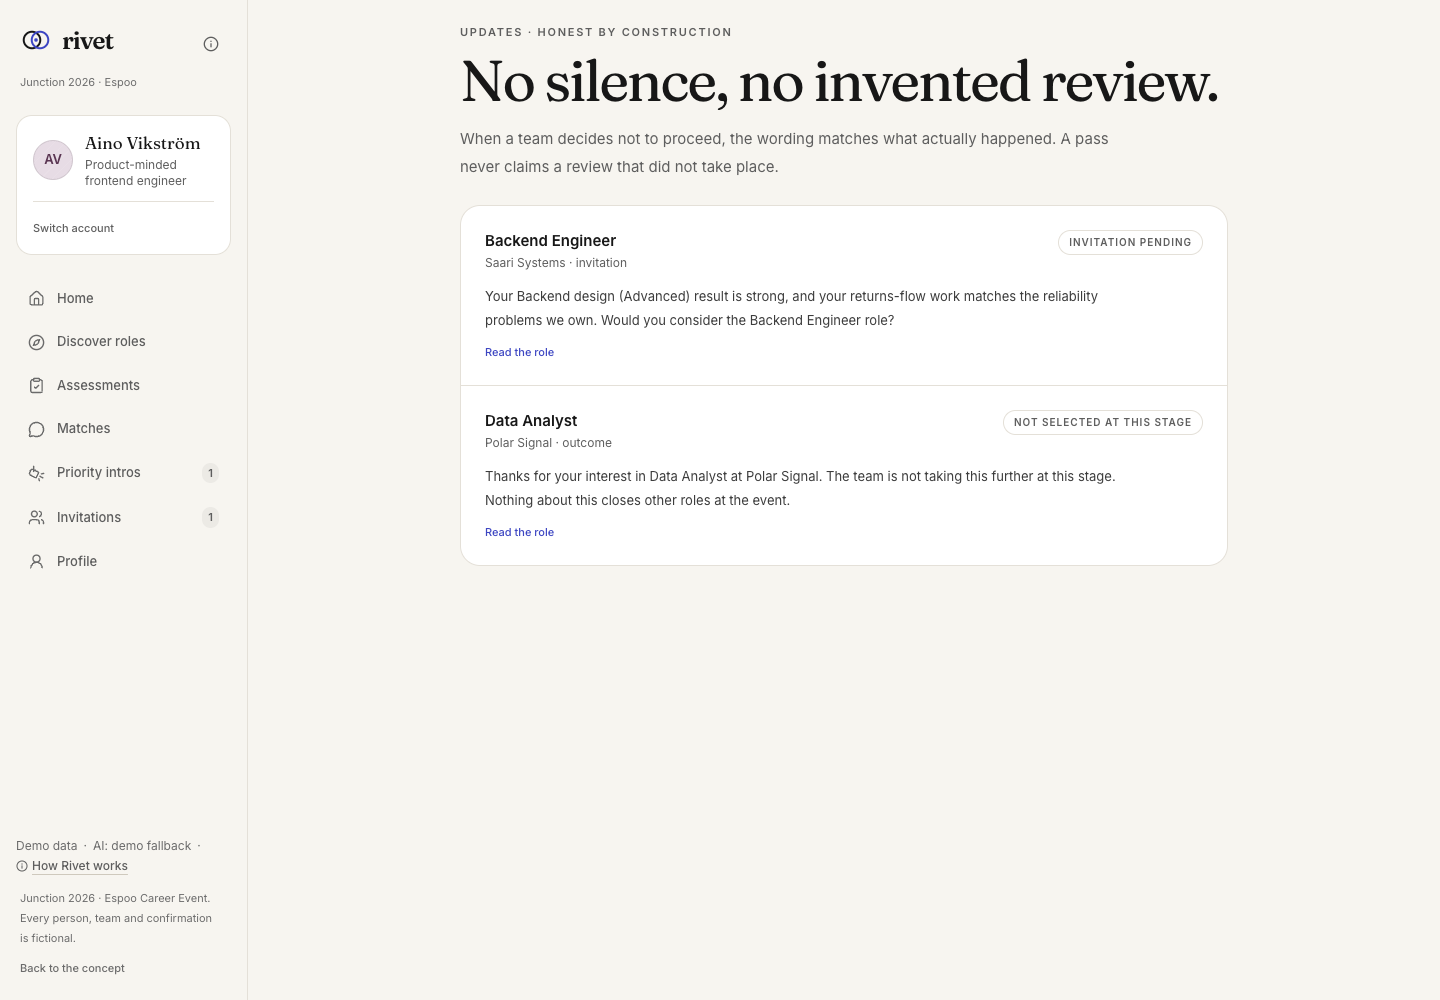 rivet
Junction 2026 · Espoo
AV
Aino Vikström
Product-minded
frontend engineer
Switch account
Home
Discover roles
Assessments
Matches
Priority intros 1
Invitations 1
Profile
Demo data · AI: demo fallback ·
How Rivet works
Junction 2026 · Espoo Career Event.
Every person, team and confirmation
is fictional.
Back to the concept
UPDATES · HONEST BY CONSTRUCTION
No silence, no invented review.
When a team decides not to proceed, the wording matches what actually happened. A pass
never claims a review that did not take place.
Backend Engineer
INVITATION PENDING
Saari Systems · invitation
Your Backend design (Advanced) result is strong, and your returns-flow work matches the reliability
problems we own. Would you consider the Backend Engineer role?
Read the role
Data Analyst
NOT SELECTED AT THIS STAGE
Polar Signal · outcome
Thanks for your interest in Data Analyst at Polar Signal. The team is not taking this further at this stage.
Nothing about this closes other roles at the event.
Read the role